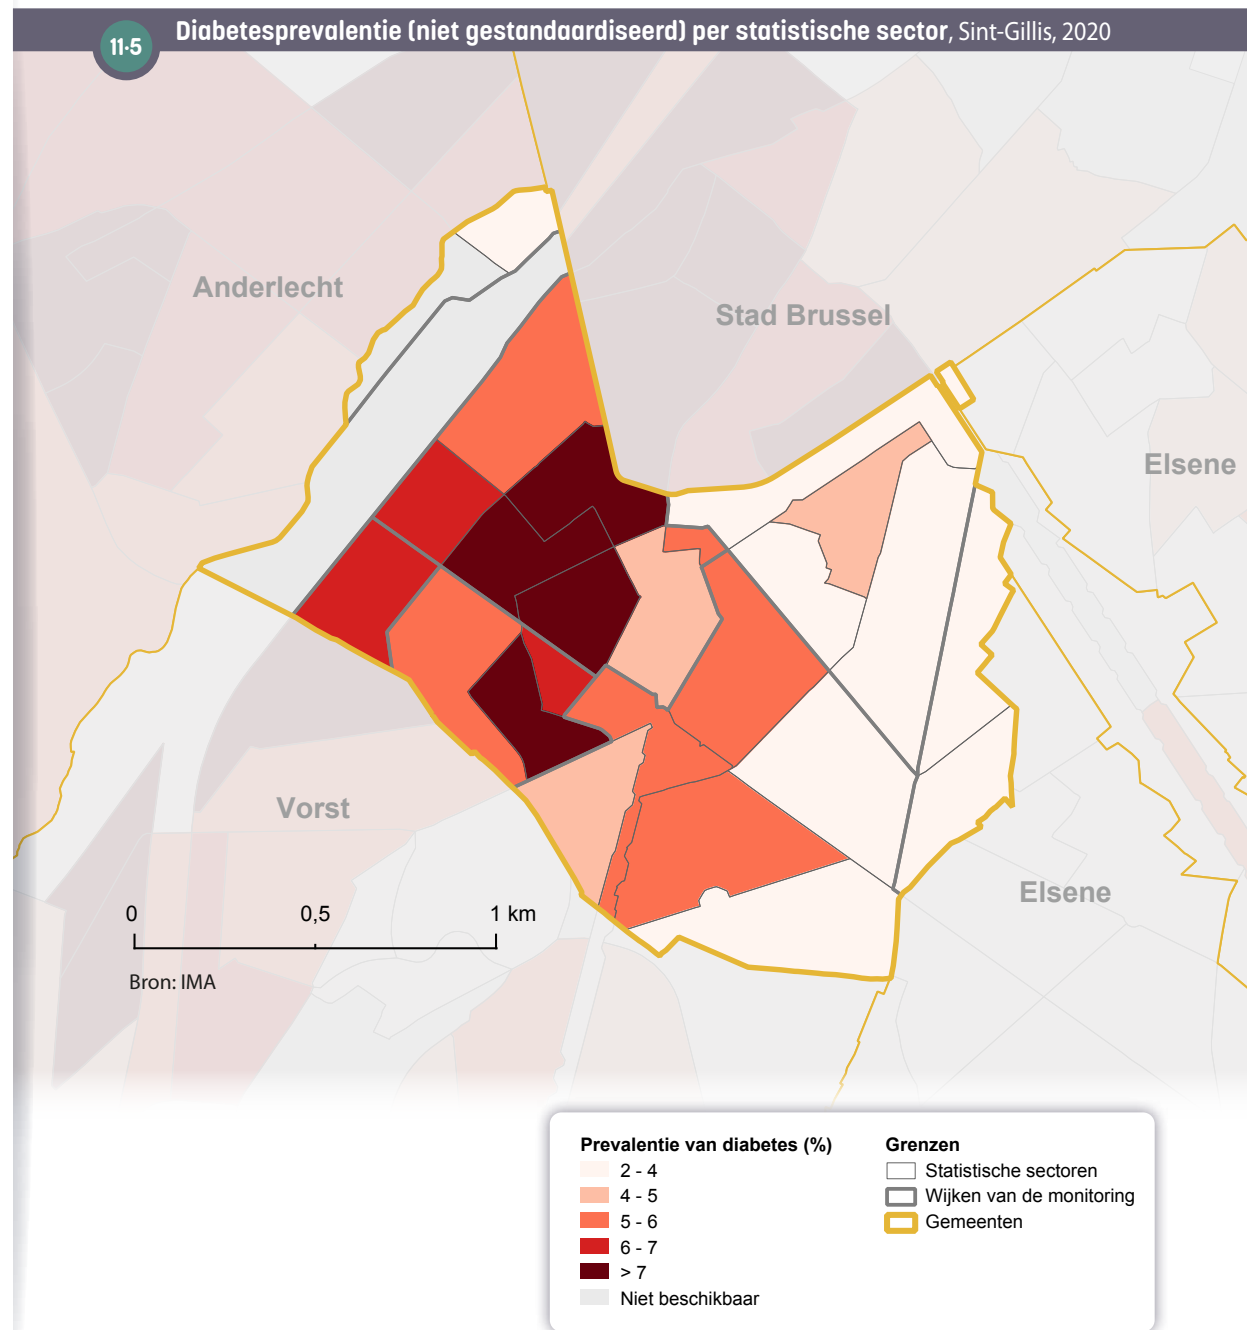 11·5
Diabetesprevalentie (niet gestandaardiseerd) per statistische sector, Sint-Gillis, 2020
Anderlecht
Stad Brussel
Elsene
Vorst
Elsene
0 0,5 1 km
Bron: IMA
Prevalentie van diabetes (%)
2 - 4
4 - 5
5 - 6
6 - 7
> 7
Niet beschikbaar
Grenzen
Statistische sectoren
Wijken van de monitoring
Gemeenten